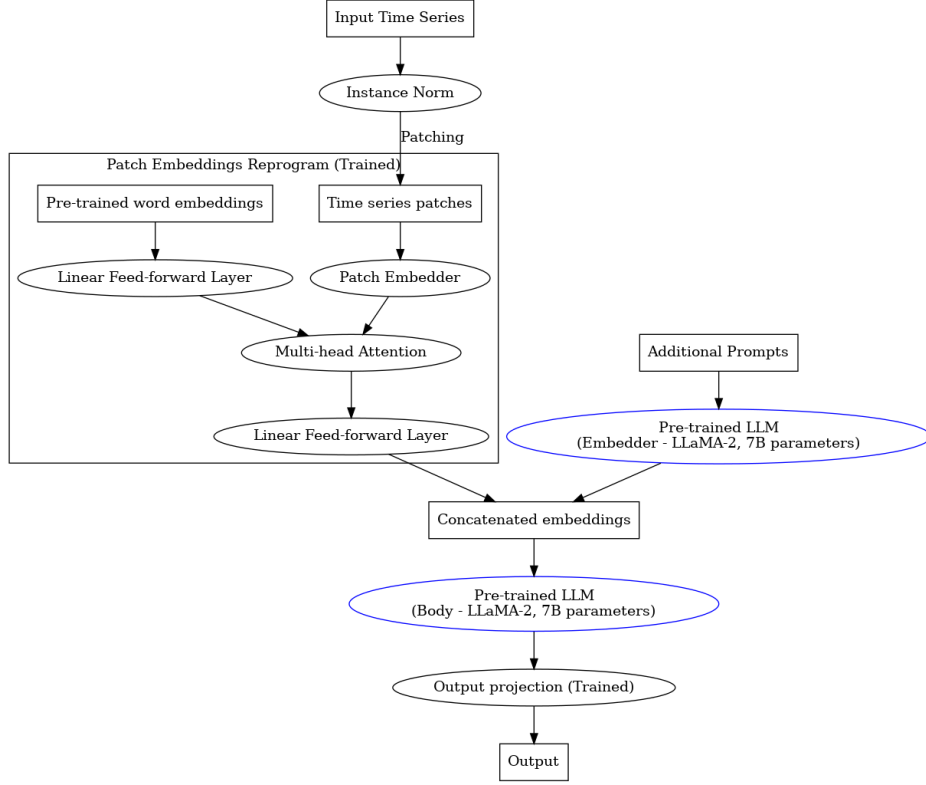 Input Time Series
Instance Norm
Patching
Patch Embeddings Reprogram (Trained)
Pre-trained word embeddings
Time series patches
Linear Feed-forward Layer
Patch Embedder
Multi-head Attention
Additional Prompts
Linear Feed-forward Layer
Pre-trained LLM
(Embedder - LLaMA-2, 7B parameters)
Concatenated embeddings
Pre-trained LLM
(Body - LLaMA-2, 7B parameters)
Output projection (Trained)
Output